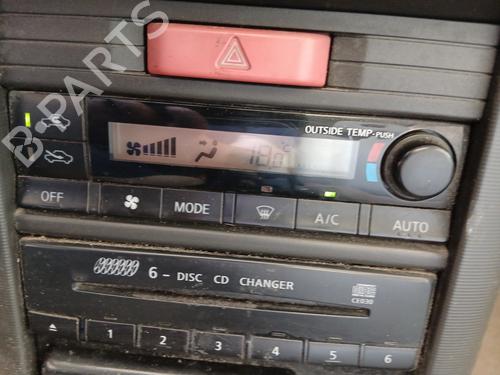 B-PARTS
OUTSIDE TEMP-PUSH
18.0°C
OFF MODE A/C AUTO
6- DISC CD CHANGER
CE030
1 2 3 4 5 6